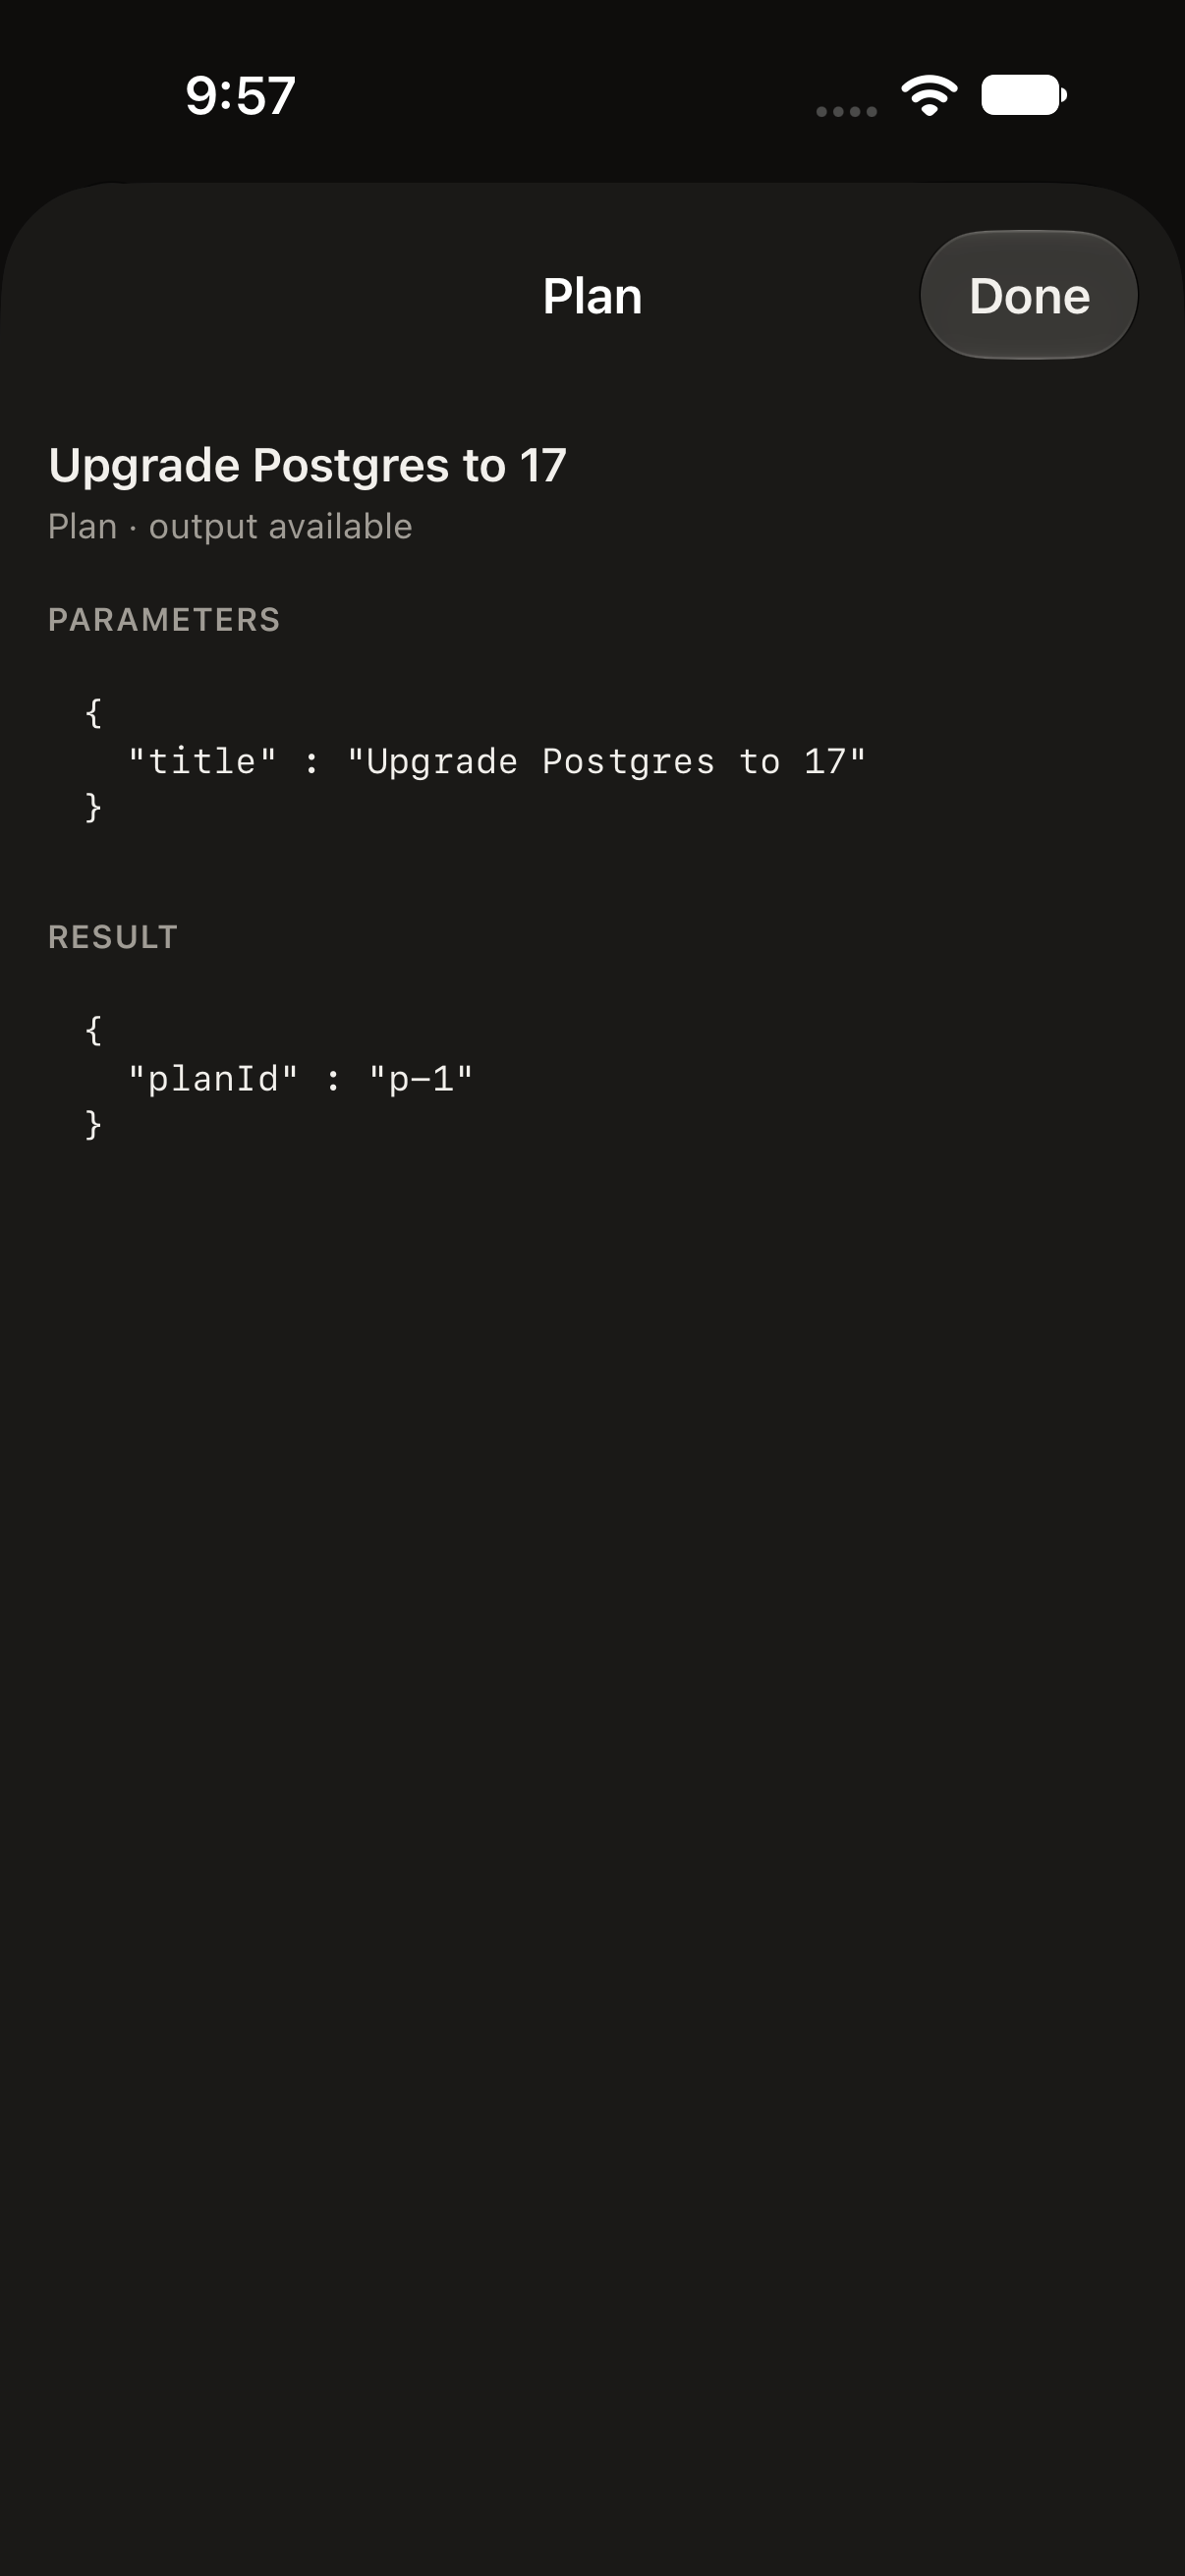 9:57
Plan
Done
Upgrade Postgres to 17
Plan · output available
PARAMETERS
{
  "title" : "Upgrade Postgres to 17"
}
RESULT
{
  "planId" : "p-1"
}